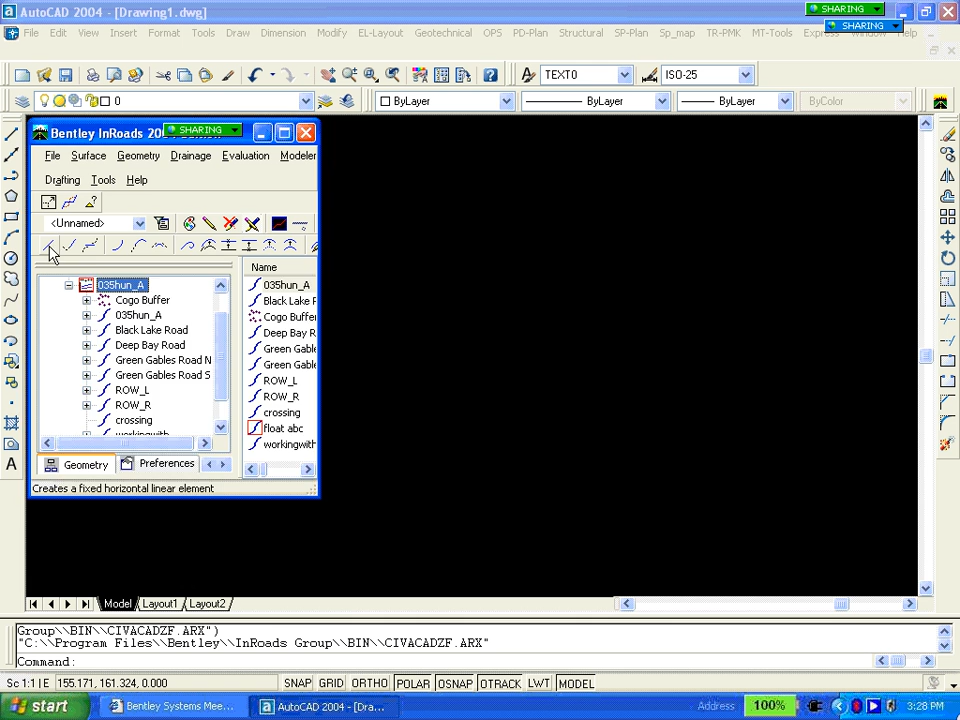 AutoCAD 2004 - [Drawing1.dwg]
SHARING
SHARING
File Edit View Insert Format Tools Draw Dimension Modify EL-Layout Geotechnical OPS PD-Plan Structural SP-Plan Sp_map TR-PMK MT-Tools Express Window Help
TEXT0 ISO-25
0 ByLayer ByLayer ByLayer ByColor
Bentley InRoads 20
SHARING
File Surface Geometry Drainage Evaluation Modeler
Drafting Tools Help
<Unnamed>
035hun_A
Cogo Buffer
035hun_A
Black Lake Road
Deep Bay Road
Green Gables Road N
Green Gables Road S
ROW_L
ROW_R
crossing
workingwith
Name
035hun_A
Black Lake
Cogo Buffer
Deep Bay R
Green Gable
Green Gable
ROW_L
ROW_R
crossing
float abc
workingwith
Geometry Preferences
Creates a fixed horizontal linear element
A
Model Layout1 Layout2
Group\\BIN\\CIVACADZF.ARX")
"C:\\Program Files\\Bentley\\InRoads Group\\BIN\\CIVACADZF.ARX"
Command:
Sc 1:1 | E 155.171, 161.324, 0.000 SNAP GRID ORTHO POLAR OSNAP OTRACK LWT MODEL
start Bentley Systems Mee... AutoCAD 2004 - [Dra... Address 100% 3:28 PM